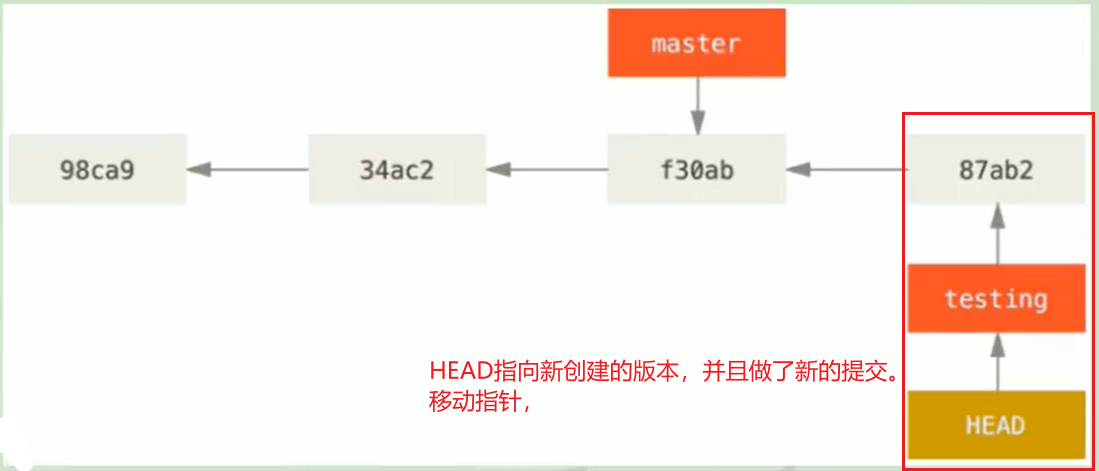 master
98ca9
34ac2
f30ab
87ab2
testing
HEAD指向新创建的版本，并且做了新的提交。
移动指针，
HEAD